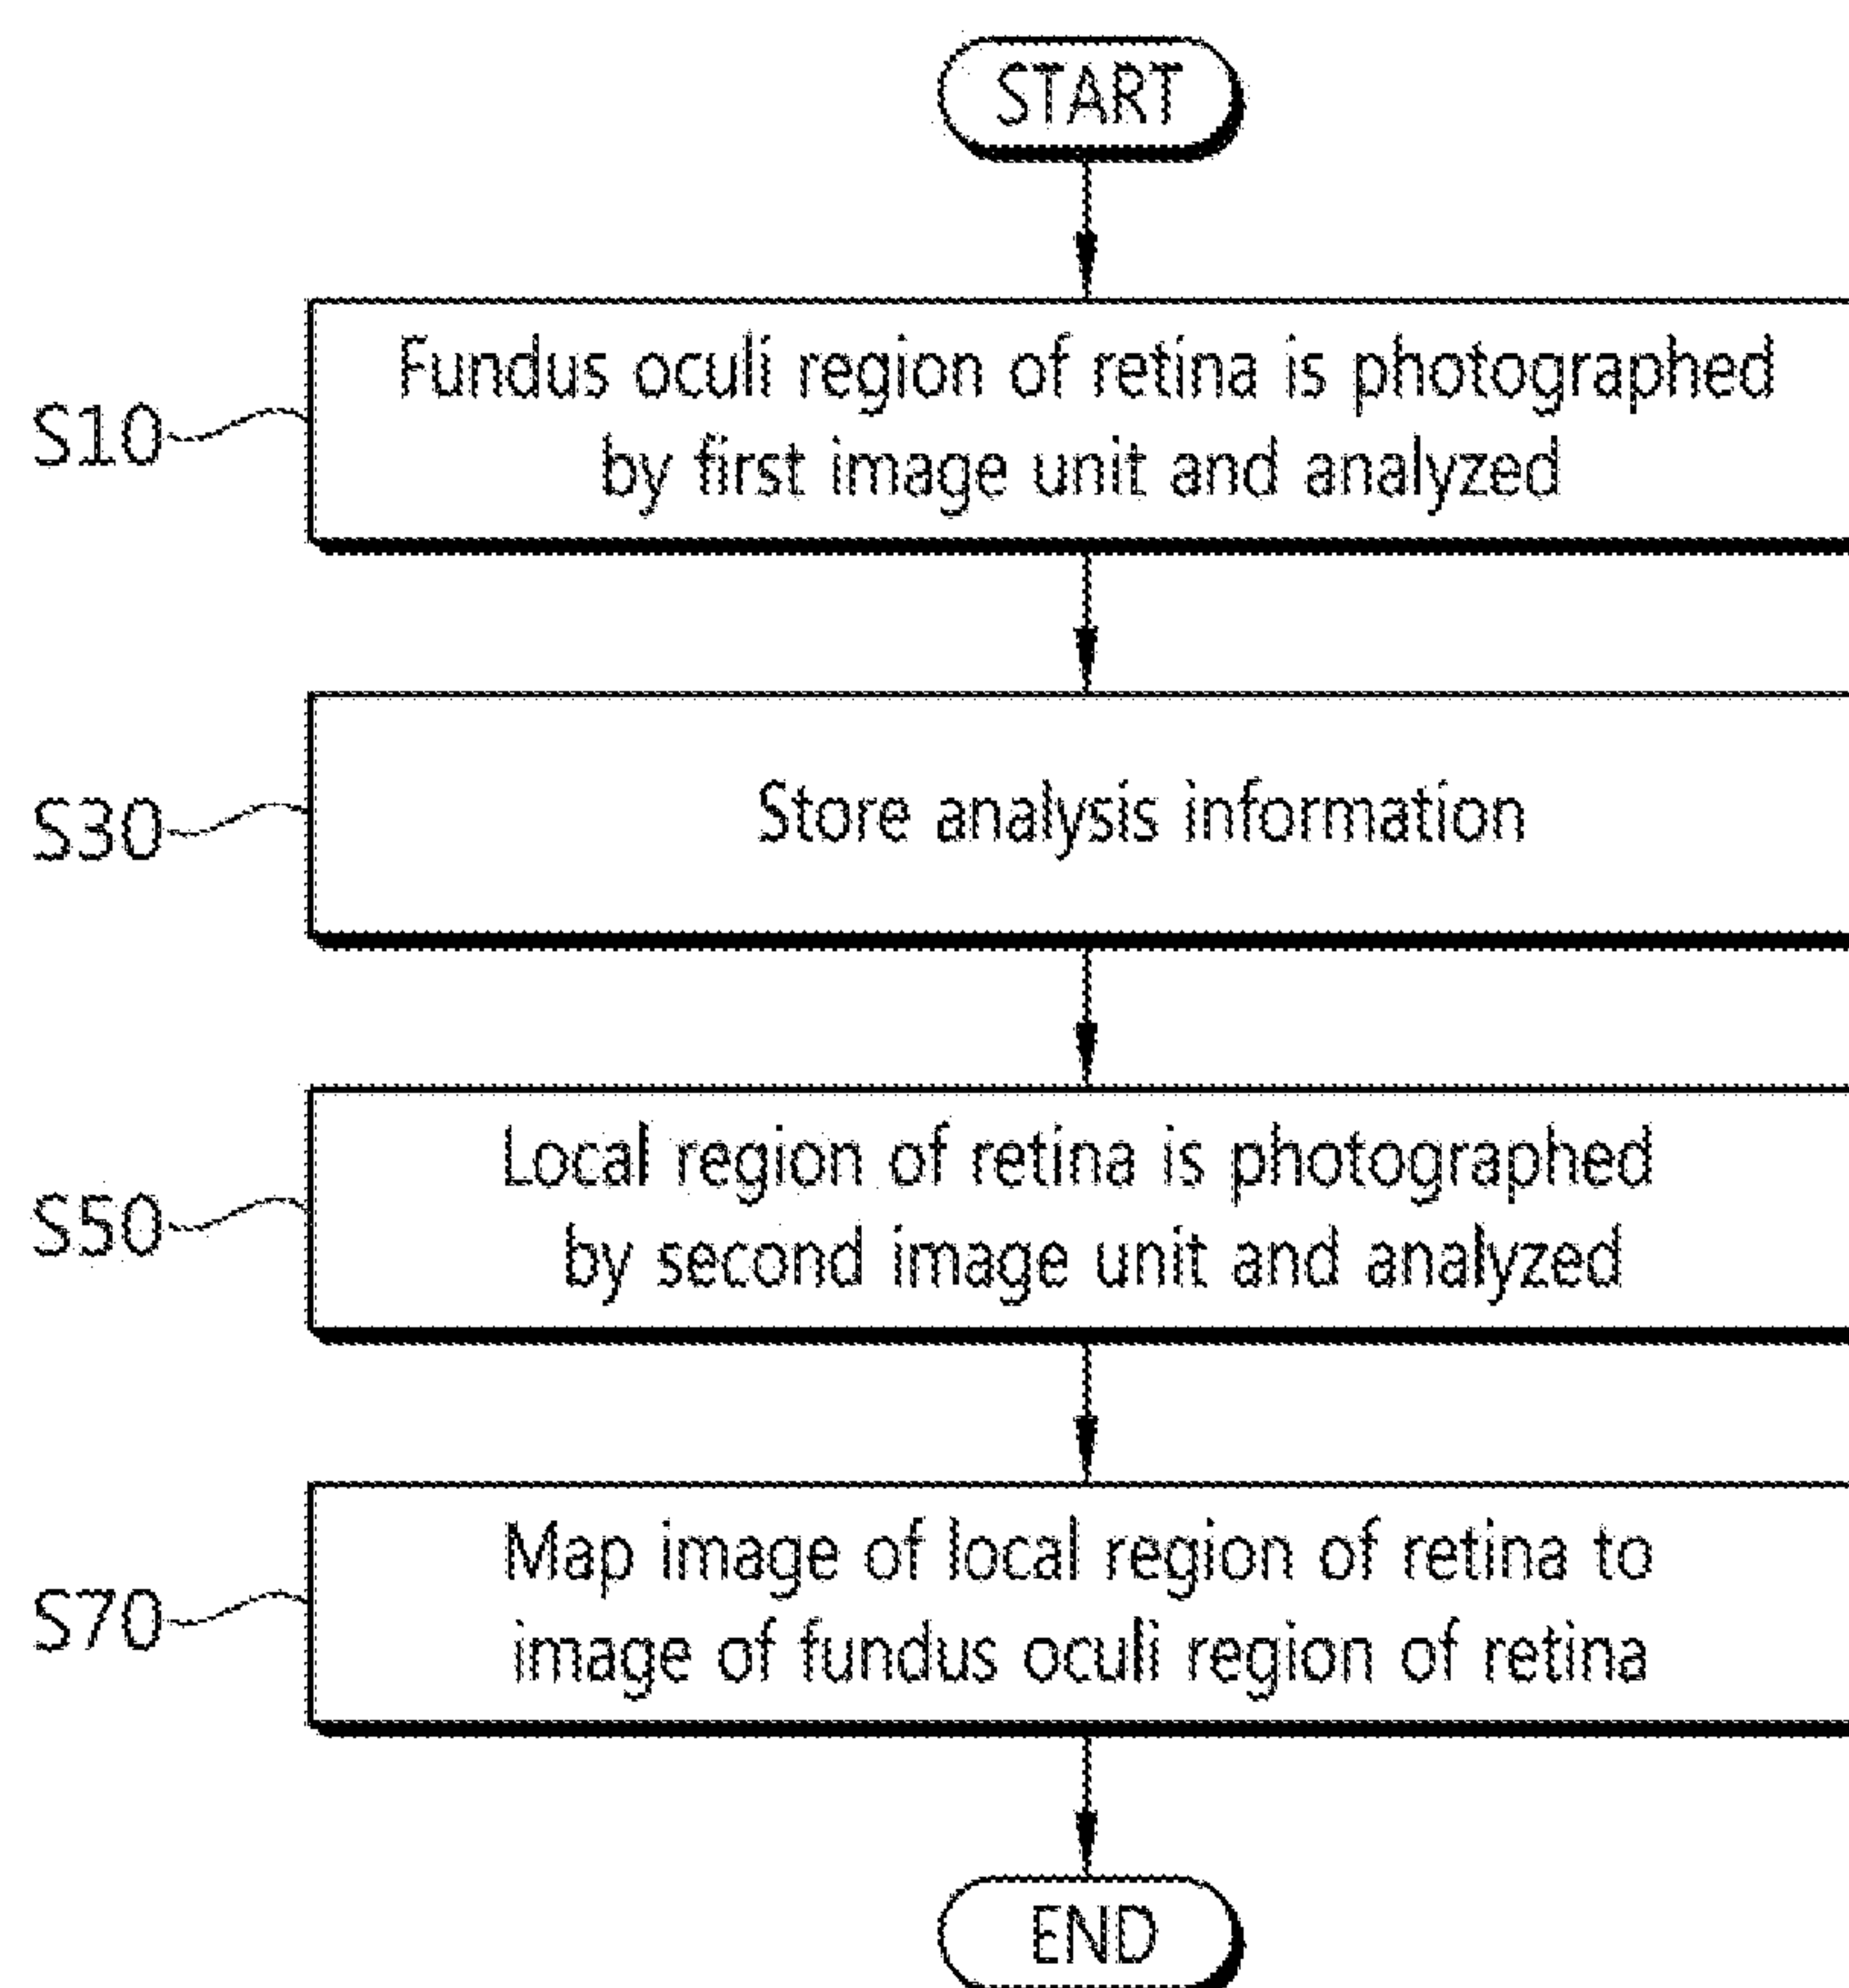 START
S10
Fundus oculi region of retina is photographed
by first image unit and analyzed
S30
Store analysis information
S50
Local region of retina is photographed
by second image unit and analyzed
S70
Map image of local region of retina to
image of fundus oculi region of retina
END